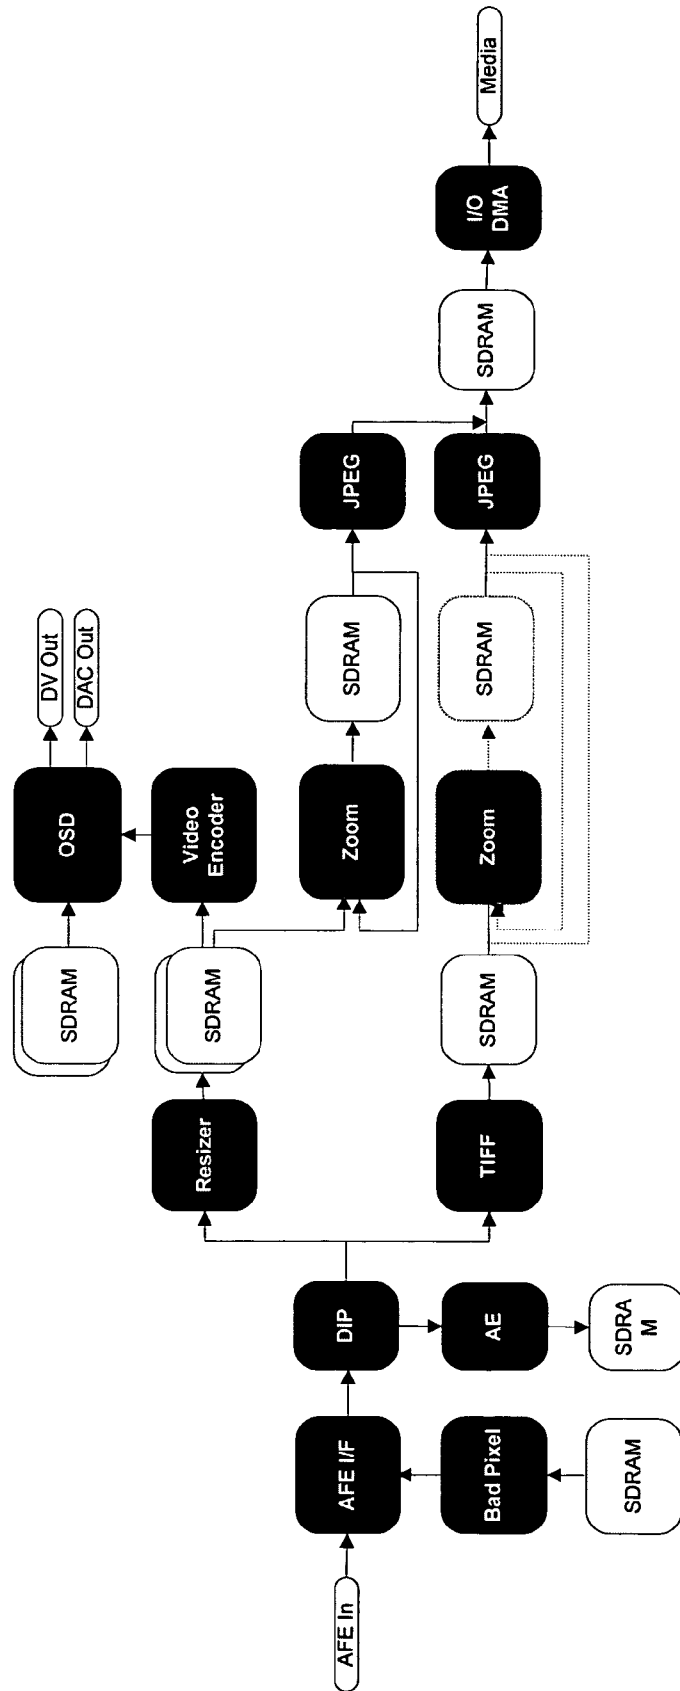 SDRAM
OSD
DV Out
DAC Out
Resizer
SDRAM
Video
Encoder
AFE In
AFE I/F
DIP
Zoom
SDRAM
JPEG
Bad Pixel
AE
TIFF
SDRAM
Zoom
SDRAM
JPEG
SDRAM
I/O
DMA
Media
SDRAM
SDRA
M